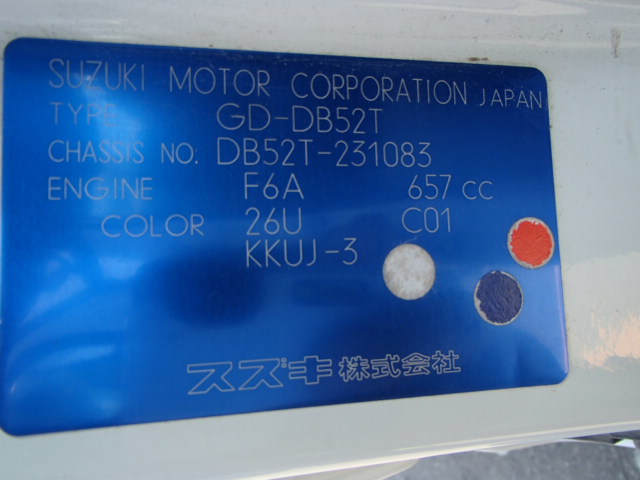 SUZUKI MOTOR CORPORATION JAPAN
TYPE GD-DB52T
CHASSIS NO. DB52T-231083
ENGINE F6A 657 cc
COLOR 26U C01
KKUJ-3
スズキ株式会社